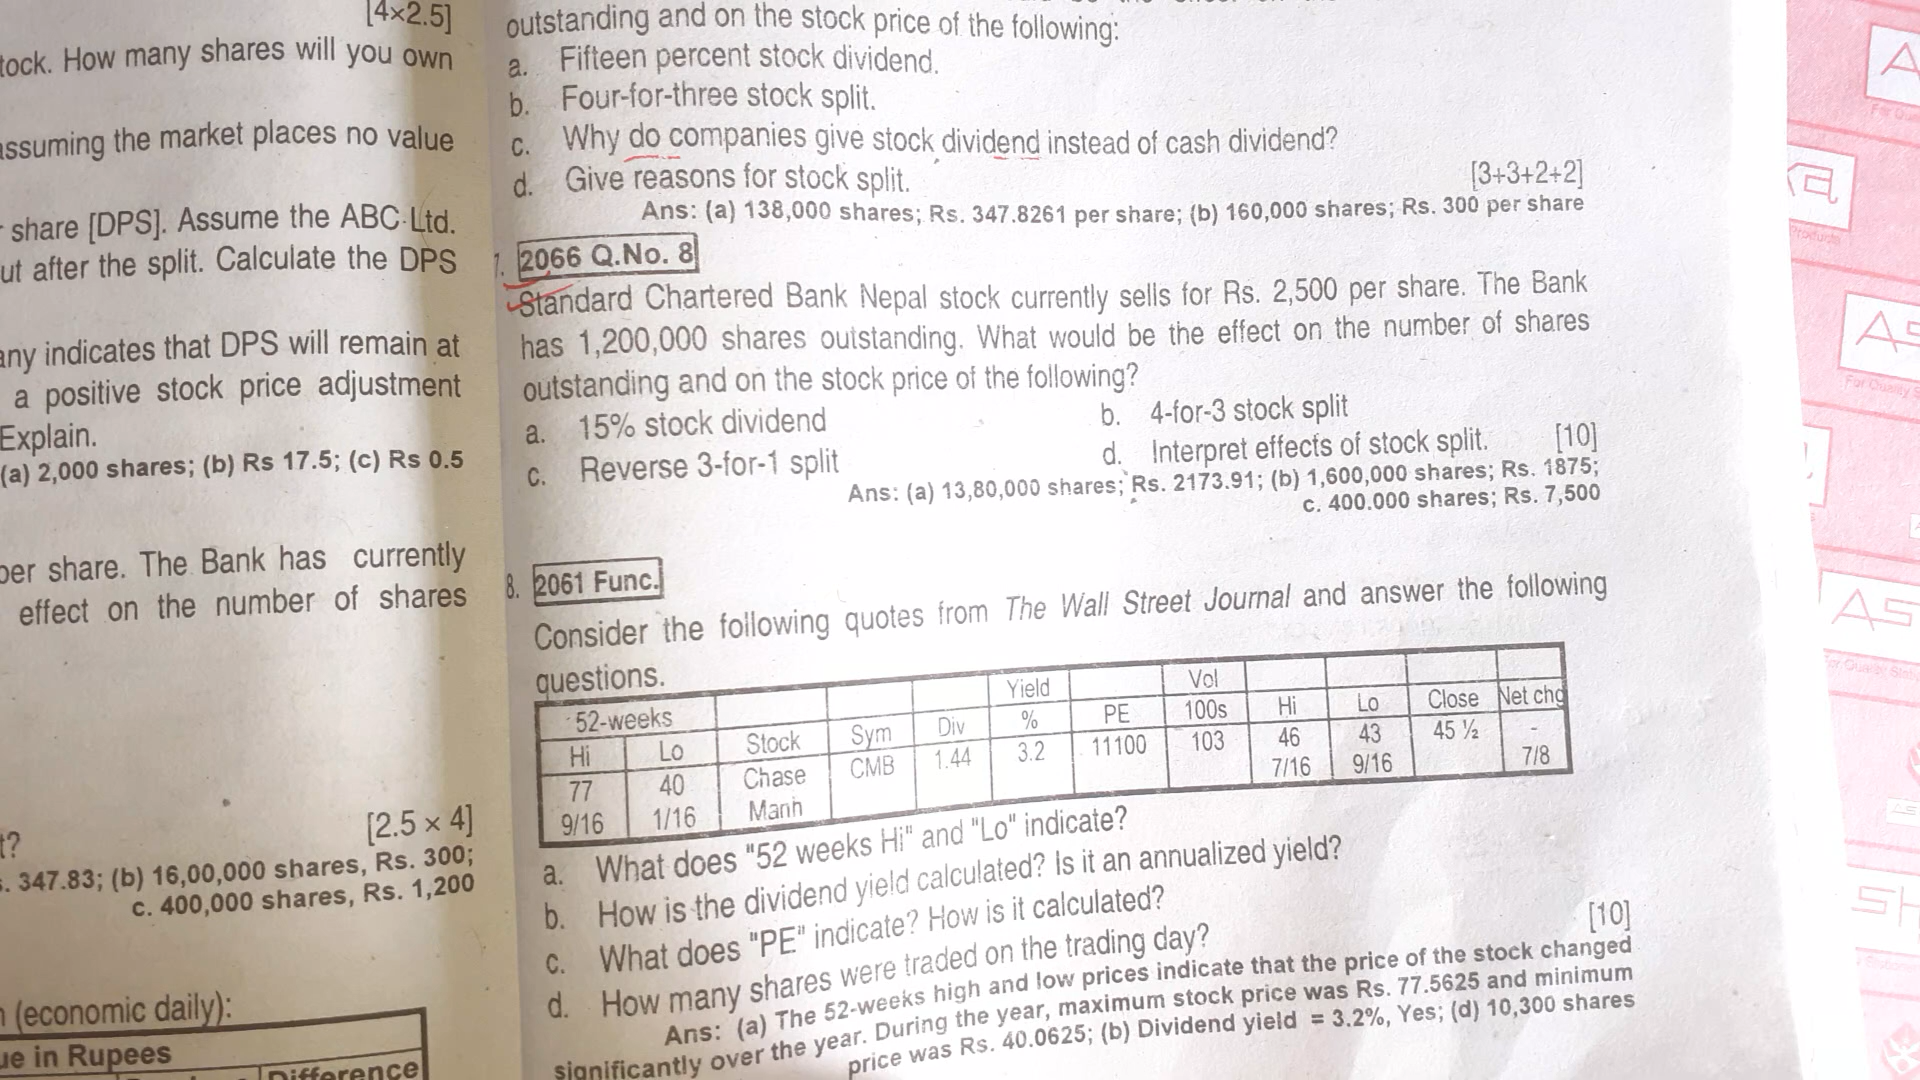 [4×2.5]
tock. How many shares will you own
assuming the market places no value
share [DPS]. Assume the ABC Ltd.
ut after the split. Calculate the DPS
any indicates that DPS will remain at
a positive stock price adjustment
Explain.
(a) 2,000 shares; (b) Rs 17.5; (c) Rs 0.5
per share. The Bank has currently
effect on the number of shares
[2.5 × 4]
t?
s. 347.83; (b) 16,00,000 shares, Rs. 300;
c. 400,000 shares, Rs. 1,200
n (economic daily):
ue in Rupees
Difference
outstanding and on the stock price of the following:
a. Fifteen percent stock dividend.
b. Four-for-three stock split.
c. Why do companies give stock dividend instead of cash dividend?
d. Give reasons for stock split. [3+3+2+2]
Ans: (a) 138,000 shares; Rs. 347.8261 per share; (b) 160,000 shares; Rs. 300 per share
7. 2066 Q.No. 8
Standard Chartered Bank Nepal stock currently sells for Rs. 2,500 per share. The Bank
has 1,200,000 shares outstanding. What would be the effect on the number of shares
outstanding and on the stock price of the following?
a. 15% stock dividend b. 4-for-3 stock split
c. Reverse 3-for-1 split d. Interpret effects of stock split. [10]
Ans: (a) 13,80,000 shares; Rs. 2173.91; (b) 1,600,000 shares; Rs. 1875;
c. 400.000 shares; Rs. 7,500
8. 2061 Func.
Consider the following quotes from The Wall Street Journal and answer the following
questions.
52-weeks Yield Vol
Hi Lo Stock Sym Div % PE 100s Hi Lo Close Net chg
77 40 Chase CMB 1.44 3.2 11100 103 46 43 45 ½ -
9/16 1/16 Manh 7/16 9/16 7/8
a. What does "52 weeks Hi" and "Lo" indicate?
b. How is the dividend yield calculated? Is it an annualized yield?
c. What does "PE" indicate? How is it calculated?
d. How many shares were traded on the trading day? [10]
Ans: (a) The 52-weeks high and low prices indicate that the price of the stock changed
significantly over the year. During the year, maximum stock price was Rs. 77.5625 and minimum
price was Rs. 40.0625; (b) Dividend yield = 3.2%, Yes; (d) 10,300 shares